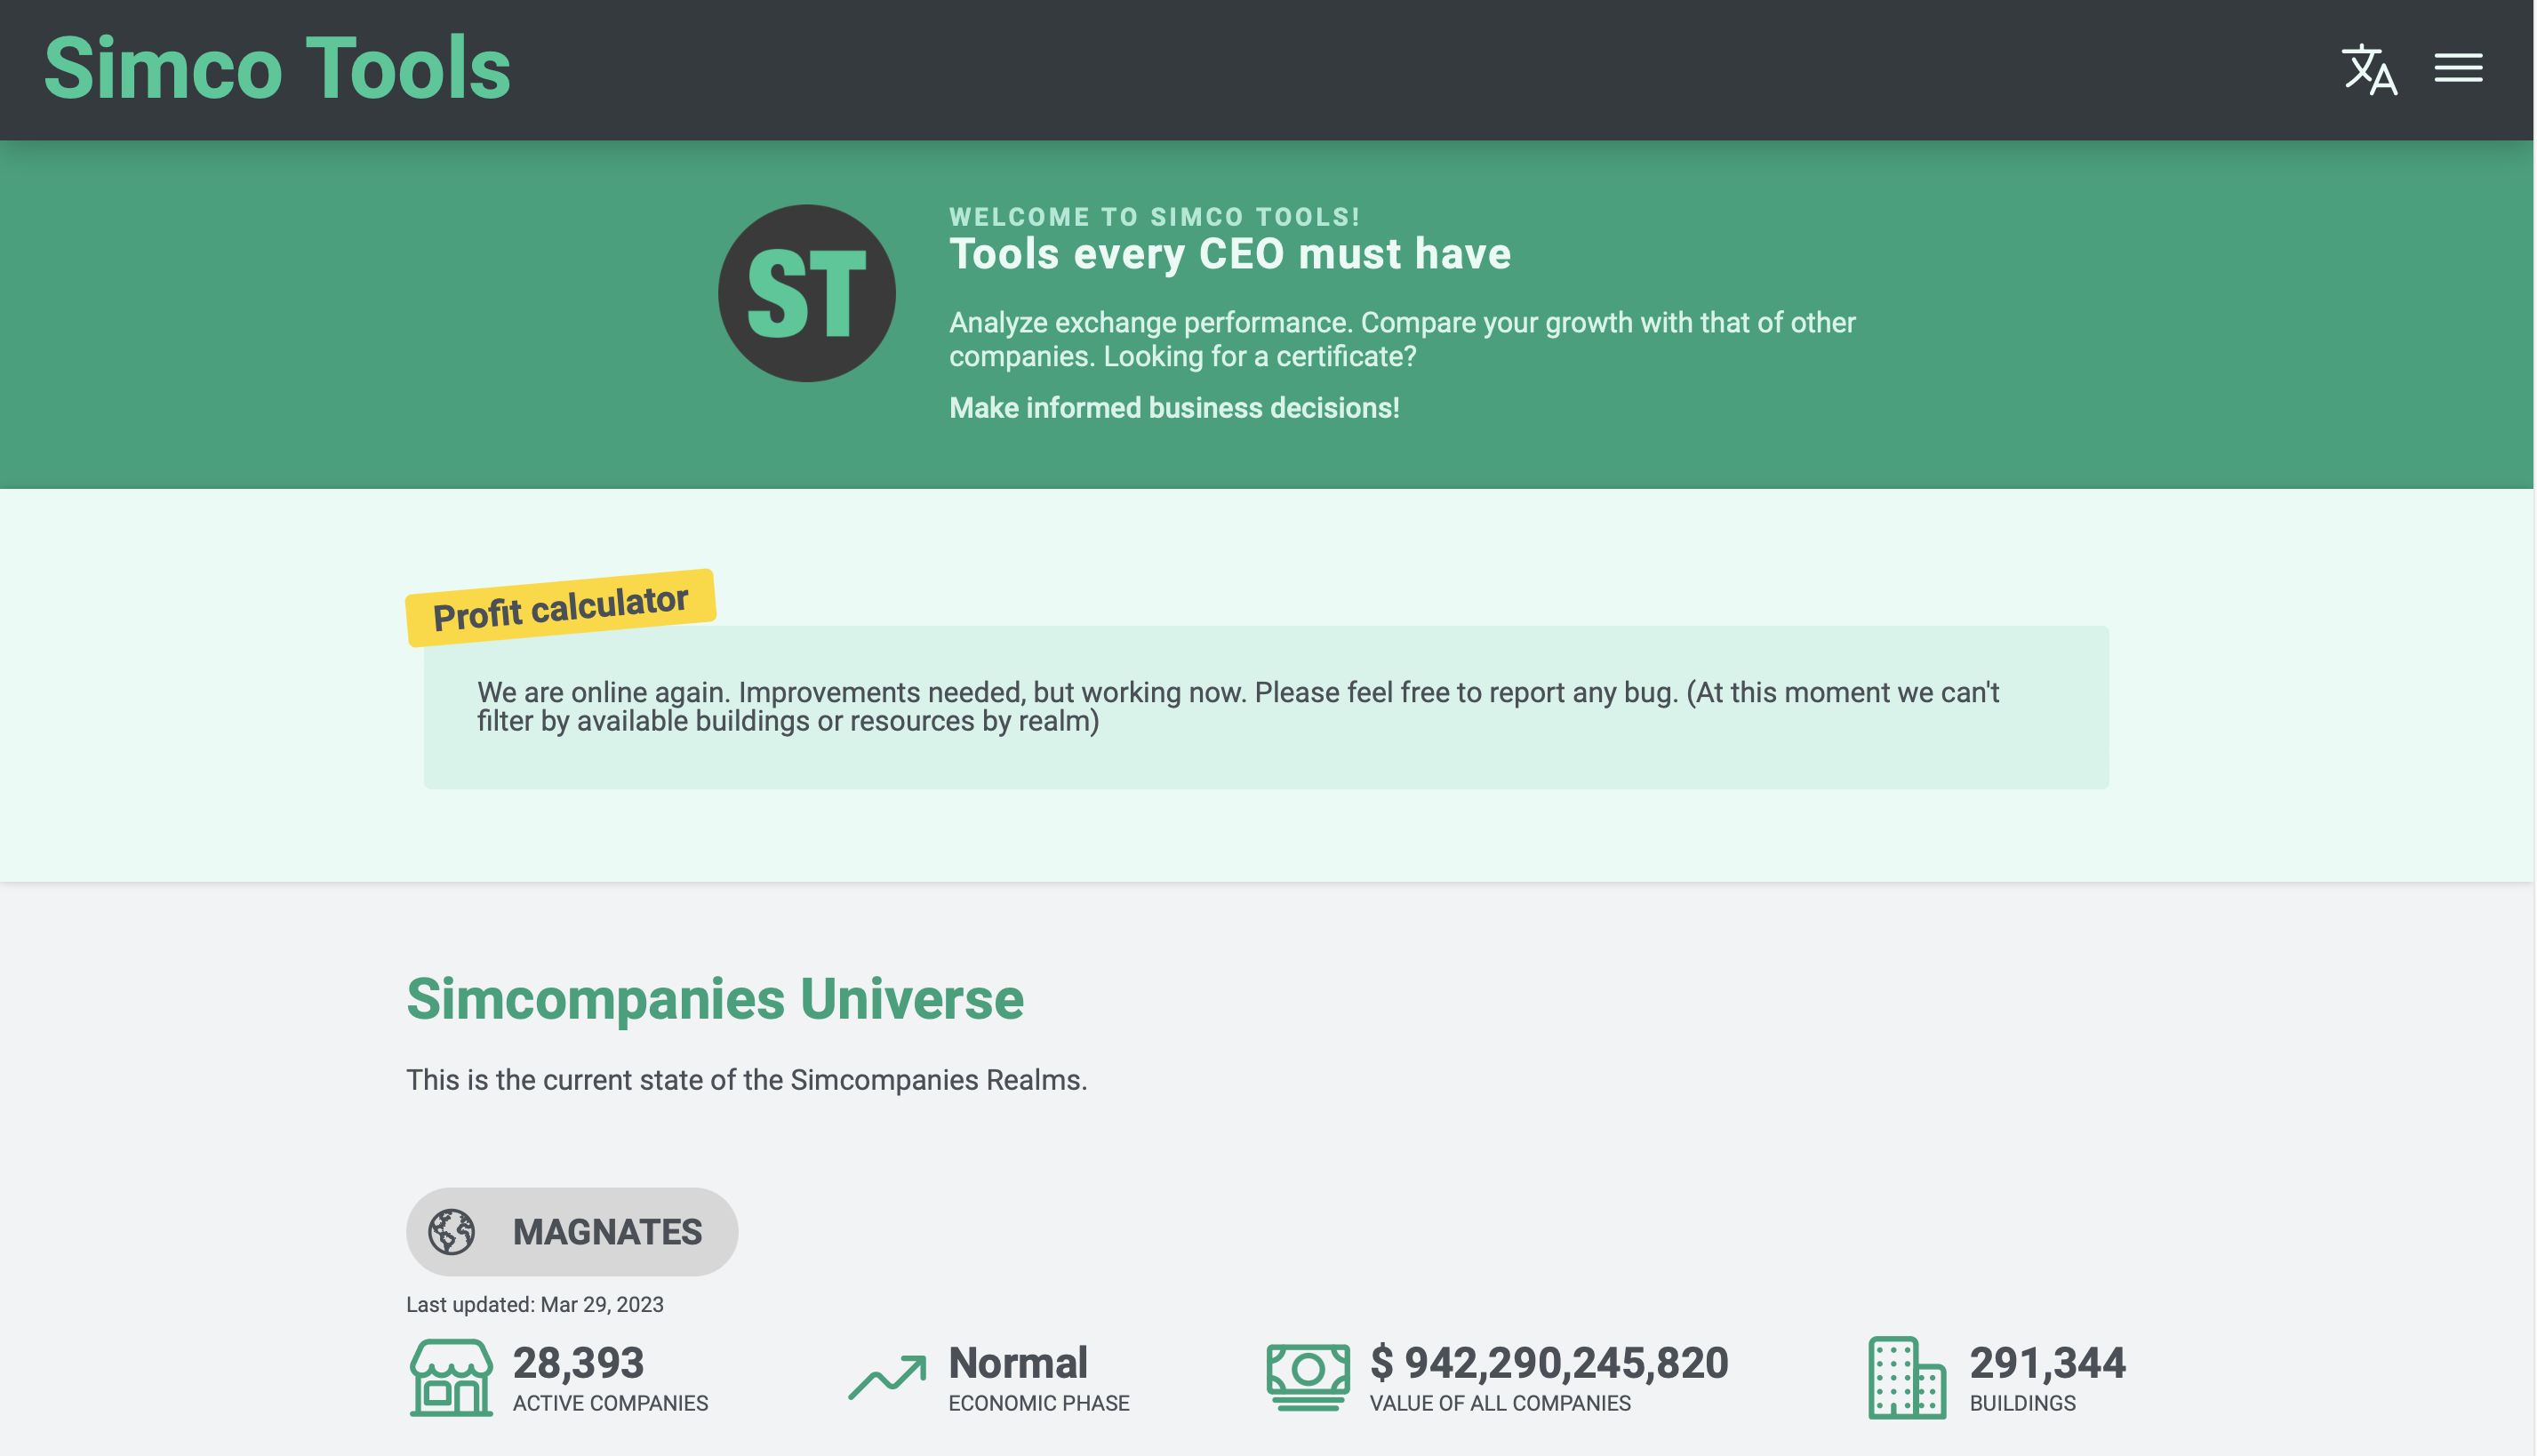 Simco Tools
ST
WELCOME TO SIMCO TOOLS!
Tools every CEO must have
Analyze exchange performance. Compare your growth with that of other
companies. Looking for a certificate?
Make informed business decisions!
Profit calculator
We are online again. Improvements needed, but working now. Please feel free to report any bug. (At this moment we can't
filter by available buildings or resources by realm)
Simcompanies Universe
This is the current state of the Simcompanies Realms.
MAGNATES
Last updated: Mar 29, 2023
28,393
ACTIVE COMPANIES
Normal
ECONOMIC PHASE
$ 942,290,245,820
VALUE OF ALL COMPANIES
291,344
BUILDINGS